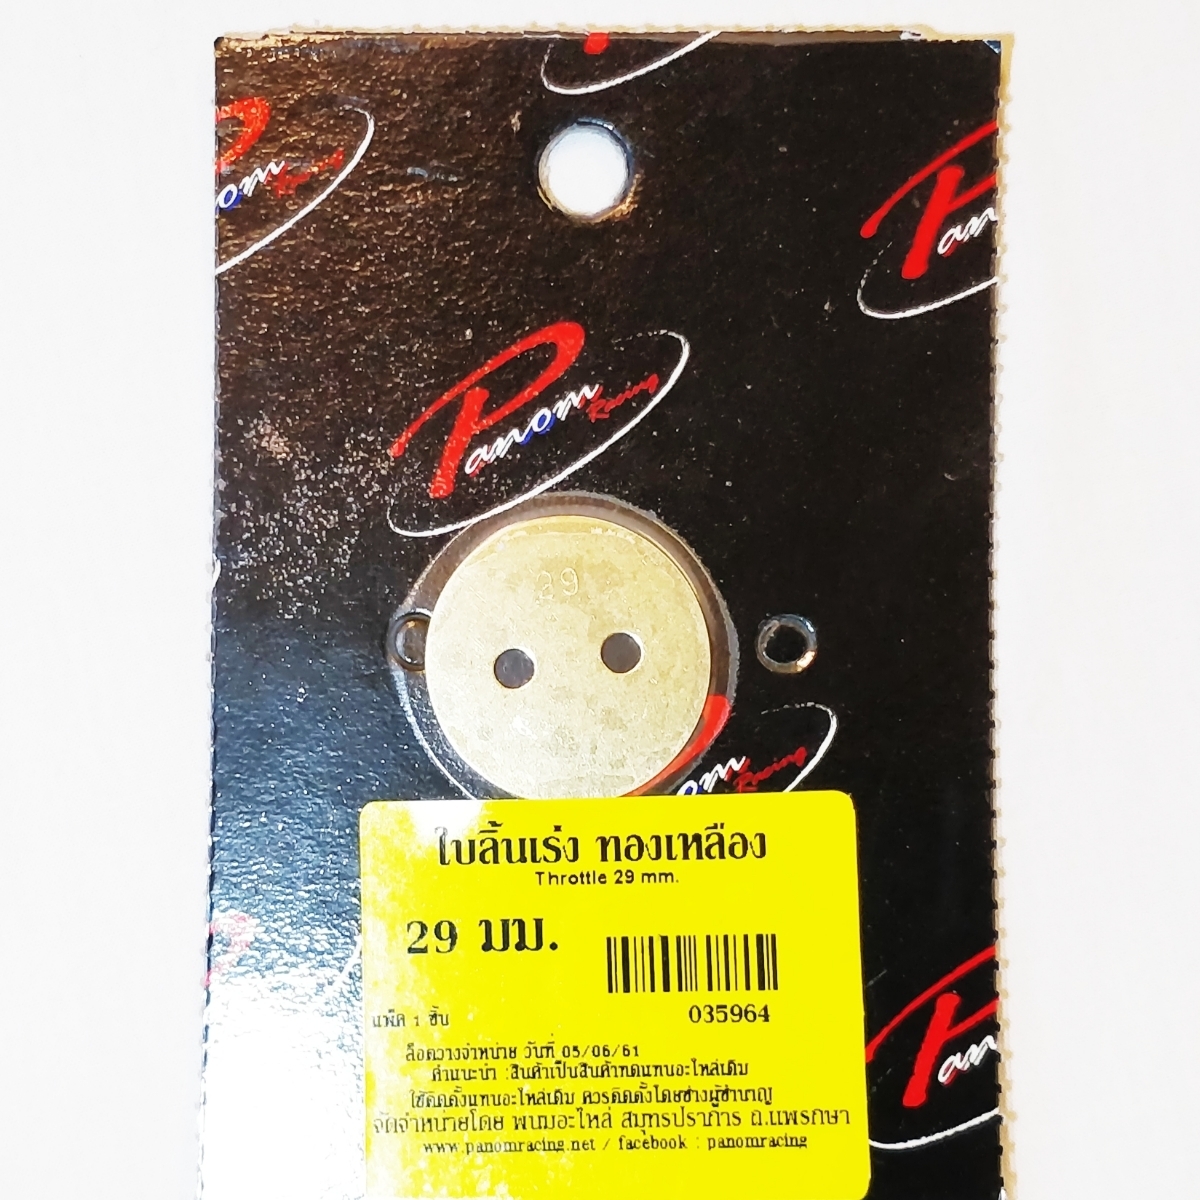 Panom Racing
29
Panom Racing
ใบลิ้นเร่ง ทองเหลือง
Throttle 29 mm.
29 มม.
035964
แพ็ค 1 ชิ้น
ล็อตวางจำหน่าย วันที่ 05/06/61
คำแนะนำ :สินค้าเป็นสินค้าทดแทนอะไหล่เดิม
ใช้ติดตั้งแทนอะไหล่เดิม ควรติดตั้งโดยช่างผู้ชำนาญ
จัดจำหน่ายโดย พนมอะไหล่ สมุทรปราการ ถ.แพรกษา
www.panomracing.net / facebook : panomracing